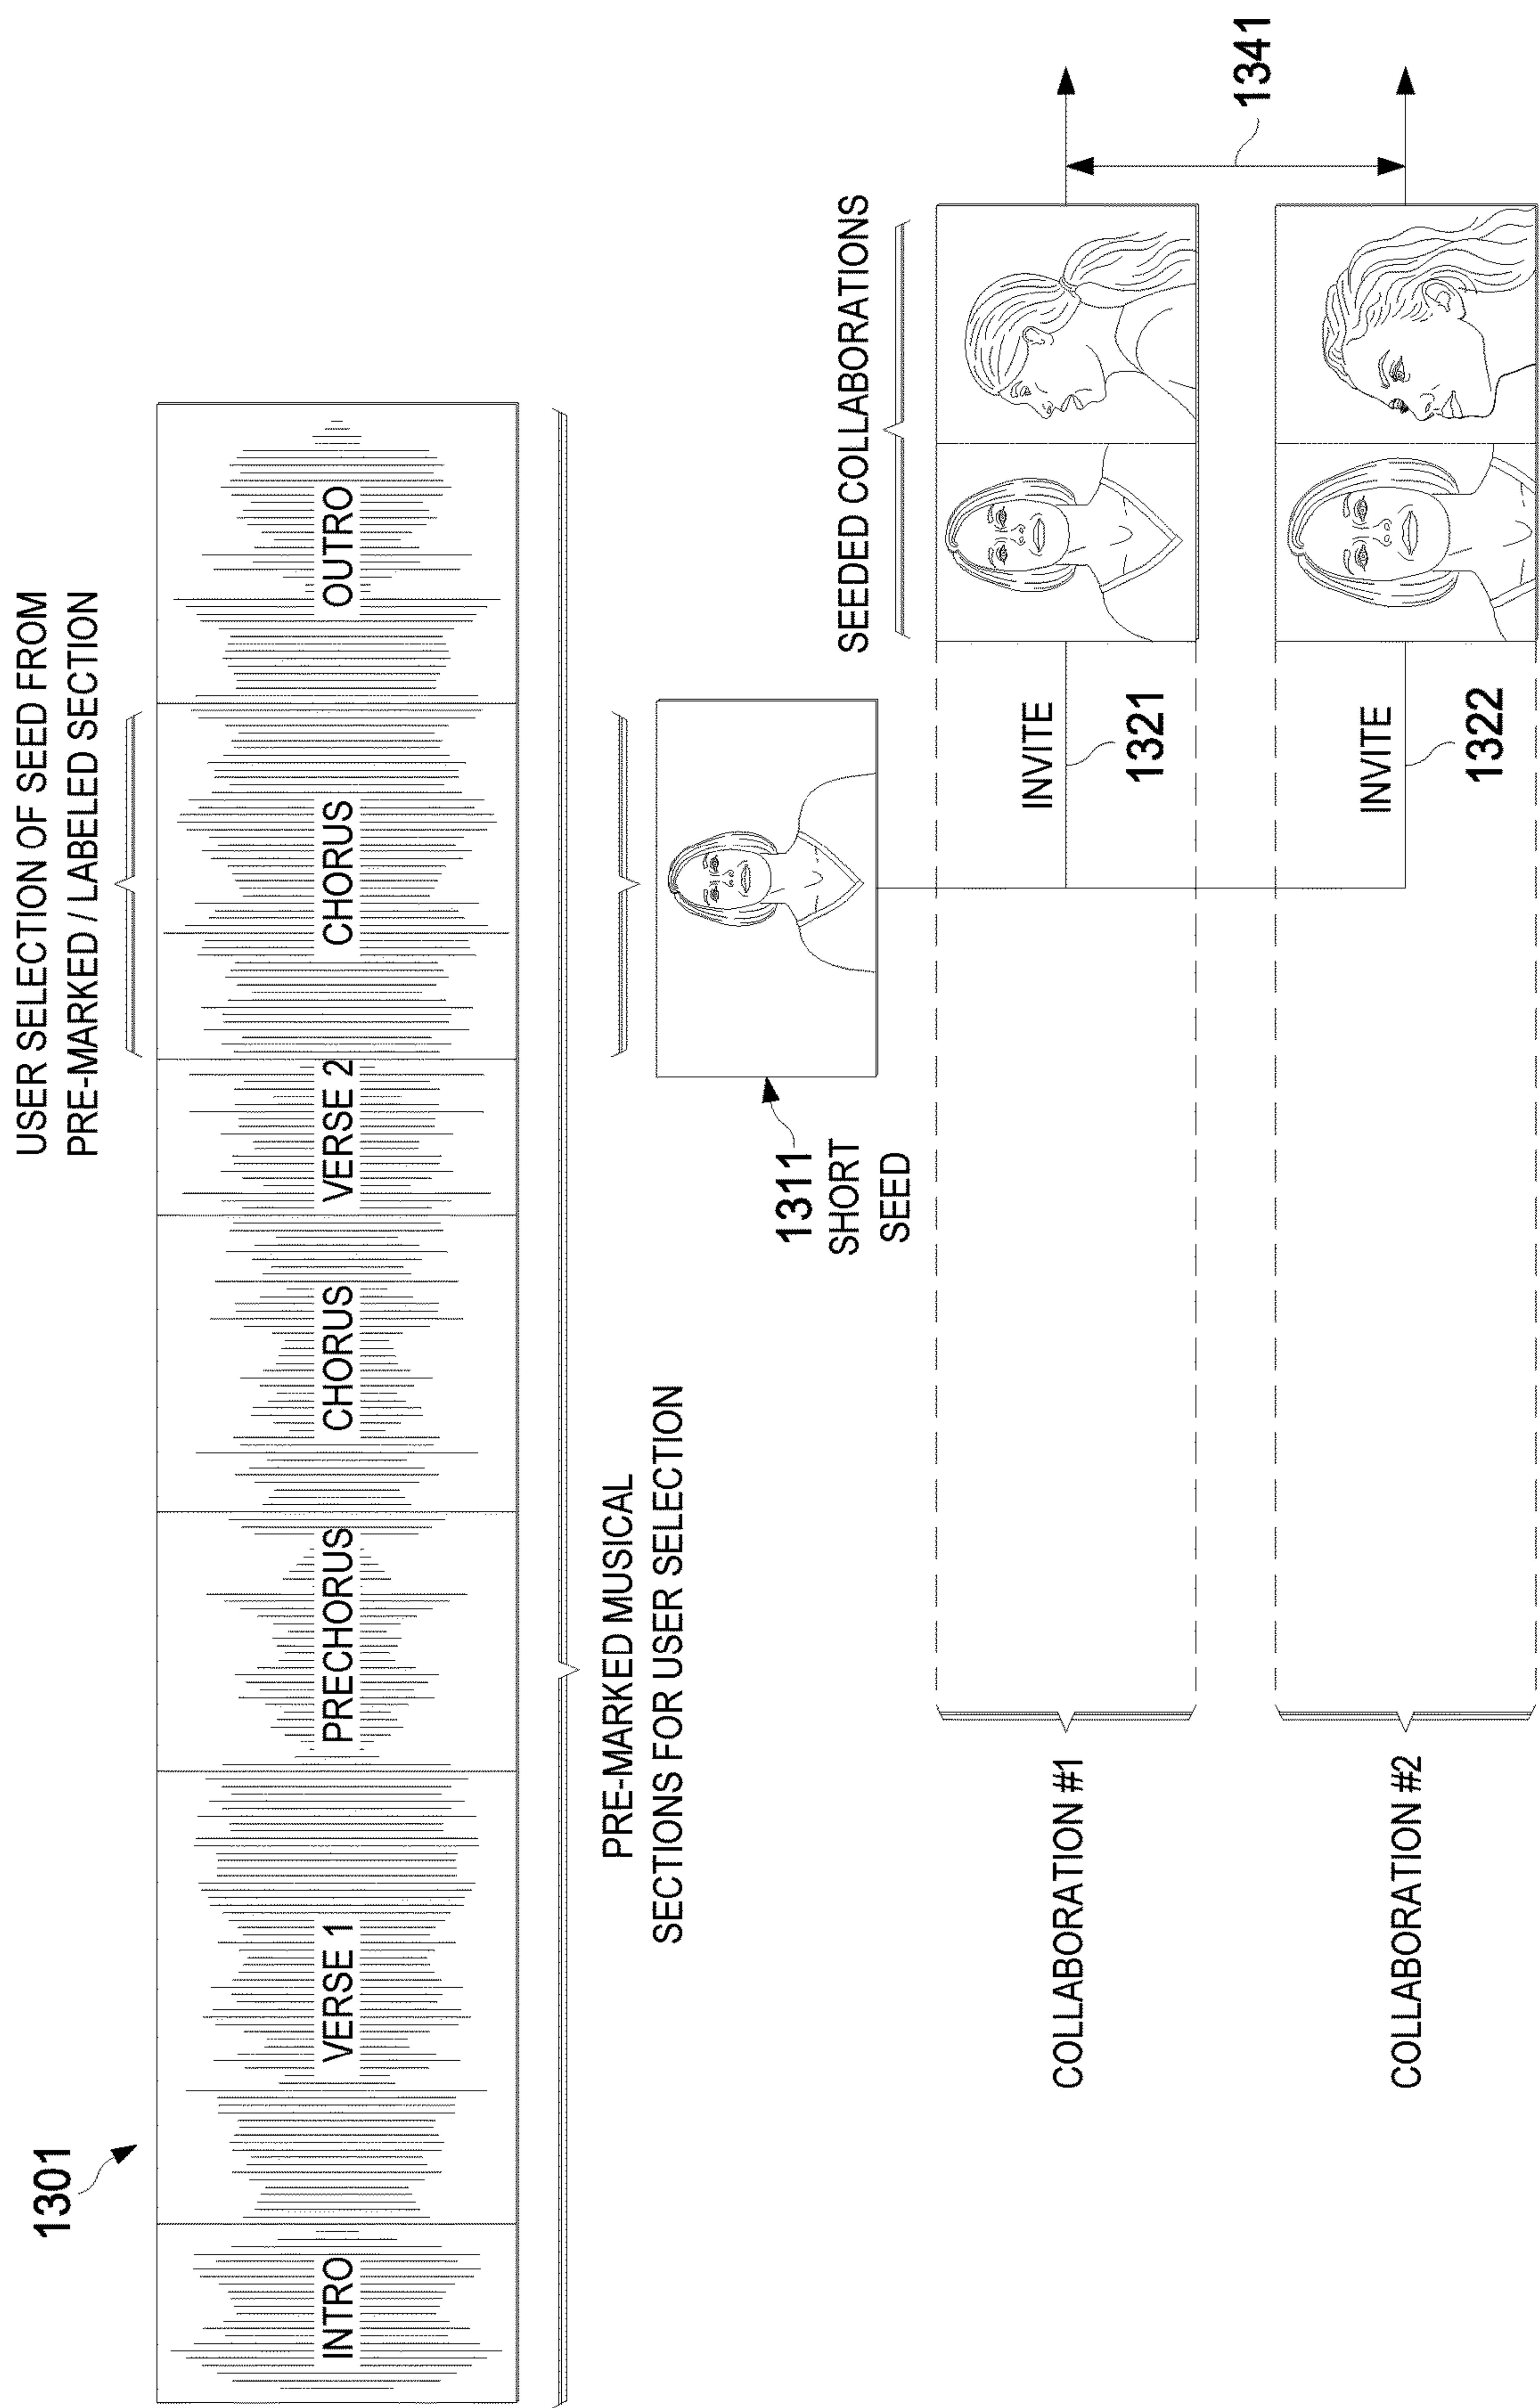 USER SELECTION OF SEED FROM
PRE-MARKED / LABELED SECTION
1301
INTRO
VERSE 1
PRECHORUS
CHORUS
VERSE 2
CHORUS
OUTRO
PRE-MARKED MUSICAL
SECTIONS FOR USER SELECTION
1311
SHORT
SEED
SEEDED COLLABORATIONS
COLLABORATION #1
INVITE
1321
1341
COLLABORATION #2
INVITE
1322